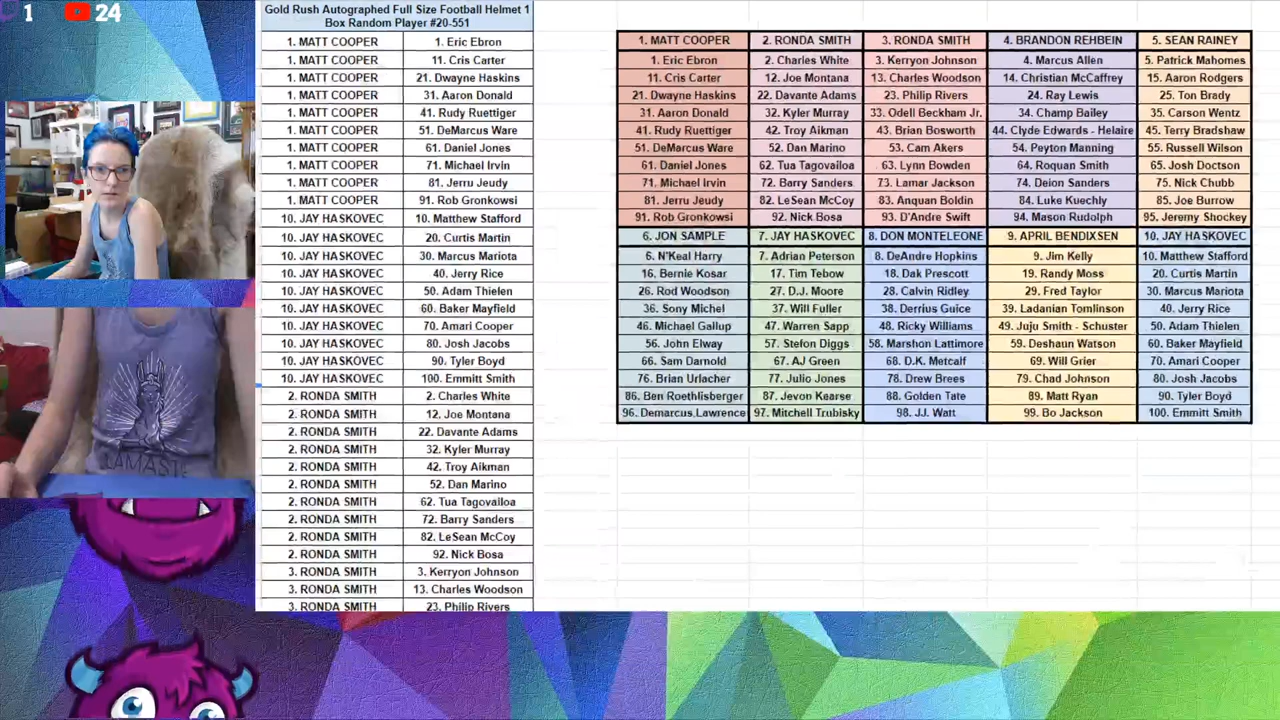 1 24
Gold Rush Autographed Full Size Football Helmet 1
Box Random Player #20-551
1. MATT COOPER 1. Eric Ebron
1. MATT COOPER 11. Cris Carter
1. MATT COOPER 21. Dwayne Haskins
1. MATT COOPER 31. Aaron Donald
1. MATT COOPER 41. Rudy Ruettiger
1. MATT COOPER 51. DeMarcus Ware
1. MATT COOPER 61. Daniel Jones
1. MATT COOPER 71. Michael Irvin
1. MATT COOPER 81. Jerru Jeudy
1. MATT COOPER 91. Rob Gronkowsi
10. JAY HASKOVEC 10. Matthew Stafford
10. JAY HASKOVEC 20. Curtis Martin
10. JAY HASKOVEC 30. Marcus Mariota
10. JAY HASKOVEC 40. Jerry Rice
10. JAY HASKOVEC 50. Adam Thielen
10. JAY HASKOVEC 60. Baker Mayfield
10. JAY HASKOVEC 70. Amari Cooper
10. JAY HASKOVEC 80. Josh Jacobs
10. JAY HASKOVEC 90. Tyler Boyd
10. JAY HASKOVEC 100. Emmitt Smith
2. RONDA SMITH 2. Charles White
2. RONDA SMITH 12. Joe Montana
2. RONDA SMITH 22. Davante Adams
2. RONDA SMITH 32. Kyler Murray
2. RONDA SMITH 42. Troy Aikman
2. RONDA SMITH 52. Dan Marino
2. RONDA SMITH 62. Tua Tagovailoa
2. RONDA SMITH 72. Barry Sanders
2. RONDA SMITH 82. LeSean McCoy
2. RONDA SMITH 92. Nick Bosa
3. RONDA SMITH 3. Kerryon Johnson
3. RONDA SMITH 13. Charles Woodson
3. RONDA SMITH 23. Philip Rivers
1. MATT COOPER 2. RONDA SMITH 3. RONDA SMITH 4. BRANDON REHBEIN 5. SEAN RAINEY
1. Eric Ebron 2. Charles White 3. Kerryon Johnson 4. Marcus Allen 5. Patrick Mahomes
11. Cris Carter 12. Joe Montana 13. Charles Woodson 14. Christian McCaffrey 15. Aaron Rodgers
21. Dwayne Haskins 22. Davante Adams 23. Philip Rivers 24. Ray Lewis 25. Ton Brady
31. Aaron Donald 32. Kyler Murray 33. Odell Beckham Jr. 34. Champ Bailey 35. Carson Wentz
41. Rudy Ruettiger 42. Troy Aikman 43. Brian Bosworth 44. Clyde Edwards - Helaire 45. Terry Bradshaw
51. DeMarcus Ware 52. Dan Marino 53. Cam Akers 54. Peyton Manning 55. Russell Wilson
61. Daniel Jones 62. Tua Tagovailoa 63. Lynn Bowden 64. Roquan Smith 65. Josh Doctson
71. Michael Irvin 72. Barry Sanders 73. Lamar Jackson 74. Deion Sanders 75. Nick Chubb
81. Jerru Jeudy 82. LeSean McCoy 83. Anquan Boldin 84. Luke Kuechly 85. Joe Burrow
91. Rob Gronkowsi 92. Nick Bosa 93. D'Andre Swift 94. Mason Rudolph 95. Jeremy Shockey
6. JON SAMPLE 7. JAY HASKOVEC 8. DON MONTELEONE 9. APRIL BENDIXSEN 10. JAY HASKOVEC
6. N'Keal Harry 7. Adrian Peterson 8. DeAndre Hopkins 9. Jim Kelly 10. Matthew Stafford
16. Bernie Kosar 17. Tim Tebow 18. Dak Prescott 19. Randy Moss 20. Curtis Martin
26. Rod Woodson 27. D.J. Moore 28. Calvin Ridley 29. Fred Taylor 30. Marcus Mariota
36. Sony Michel 37. Will Fuller 38. Derrius Guice 39. Ladanian Tomlinson 40. Jerry Rice
46. Michael Gallup 47. Warren Sapp 48. Ricky Williams 49. Juju Smith - Schuster 50. Adam Thielen
56. John Elway 57. Stefon Diggs 58. Marshon Lattimore 59. Deshaun Watson 60. Baker Mayfield
66. Sam Darnold 67. AJ Green 68. D.K. Metcalf 69. Will Grier 70. Amari Cooper
76. Brian Urlacher 77. Julio Jones 78. Drew Brees 79. Chad Johnson 80. Josh Jacobs
86. Ben Roethlisberger 87. Jevon Kearse 88. Golden Tate 89. Matt Ryan 90. Tyler Boyd
96. Demarcus Lawrence 97. Mitchell Trubisky 98. JJ. Watt 99. Bo Jackson 100. Emmitt Smith
LAMASTE